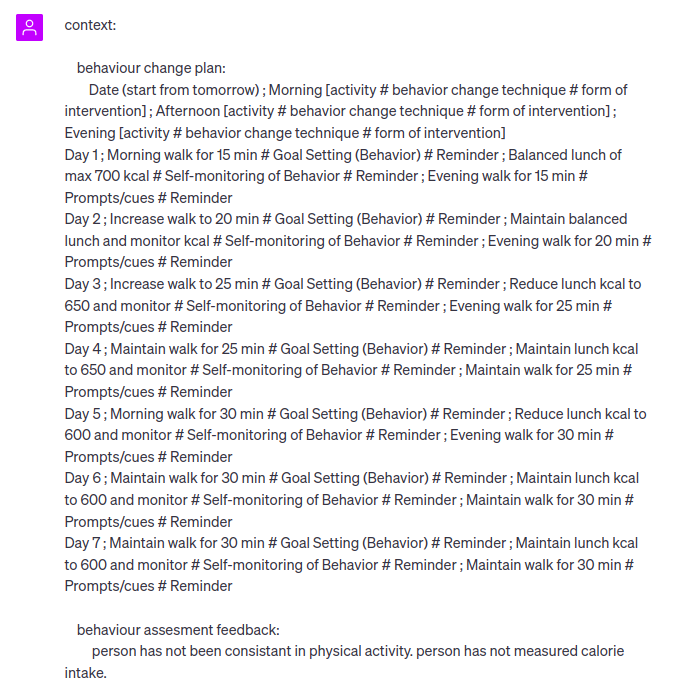 context:
behaviour change plan:
Date (start from tomorrow) ; Morning [activity # behavior change technique # form of
intervention] ; Afternoon [activity # behavior change technique # form of intervention] ;
Evening [activity # behavior change technique # form of intervention]
Day 1 ; Morning walk for 15 min # Goal Setting (Behavior) # Reminder ; Balanced lunch of
max 700 kcal # Self-monitoring of Behavior # Reminder ; Evening walk for 15 min #
Prompts/cues # Reminder
Day 2 ; Increase walk to 20 min # Goal Setting (Behavior) # Reminder ; Maintain balanced
lunch and monitor kcal # Self-monitoring of Behavior # Reminder ; Evening walk for 20 min #
Prompts/cues # Reminder
Day 3 ; Increase walk to 25 min # Goal Setting (Behavior) # Reminder ; Reduce lunch kcal to
650 and monitor # Self-monitoring of Behavior # Reminder ; Evening walk for 25 min #
Prompts/cues # Reminder
Day 4 ; Maintain walk for 25 min # Goal Setting (Behavior) # Reminder ; Maintain lunch kcal
to 650 and monitor # Self-monitoring of Behavior # Reminder ; Maintain walk for 25 min #
Prompts/cues # Reminder
Day 5 ; Morning walk for 30 min # Goal Setting (Behavior) # Reminder ; Reduce lunch kcal to
600 and monitor # Self-monitoring of Behavior # Reminder ; Evening walk for 30 min #
Prompts/cues # Reminder
Day 6 ; Maintain walk for 30 min # Goal Setting (Behavior) # Reminder ; Maintain lunch kcal
to 600 and monitor # Self-monitoring of Behavior # Reminder ; Maintain walk for 30 min #
Prompts/cues # Reminder
Day 7 ; Maintain walk for 30 min # Goal Setting (Behavior) # Reminder ; Maintain lunch kcal
to 600 and monitor # Self-monitoring of Behavior # Reminder ; Maintain walk for 30 min #
Prompts/cues # Reminder
behaviour assesment feedback:
person has not been consistant in physical activity. person has not measured calorie
intake.